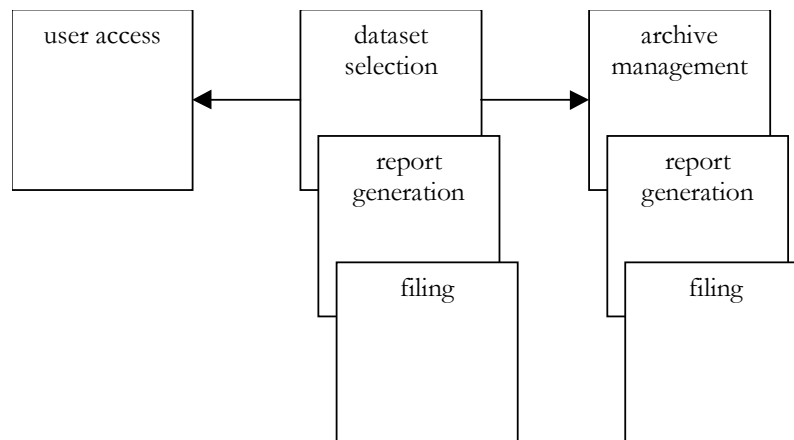 user access
dataset
selection
archive
management
report
generation
report
generation
filing
filing